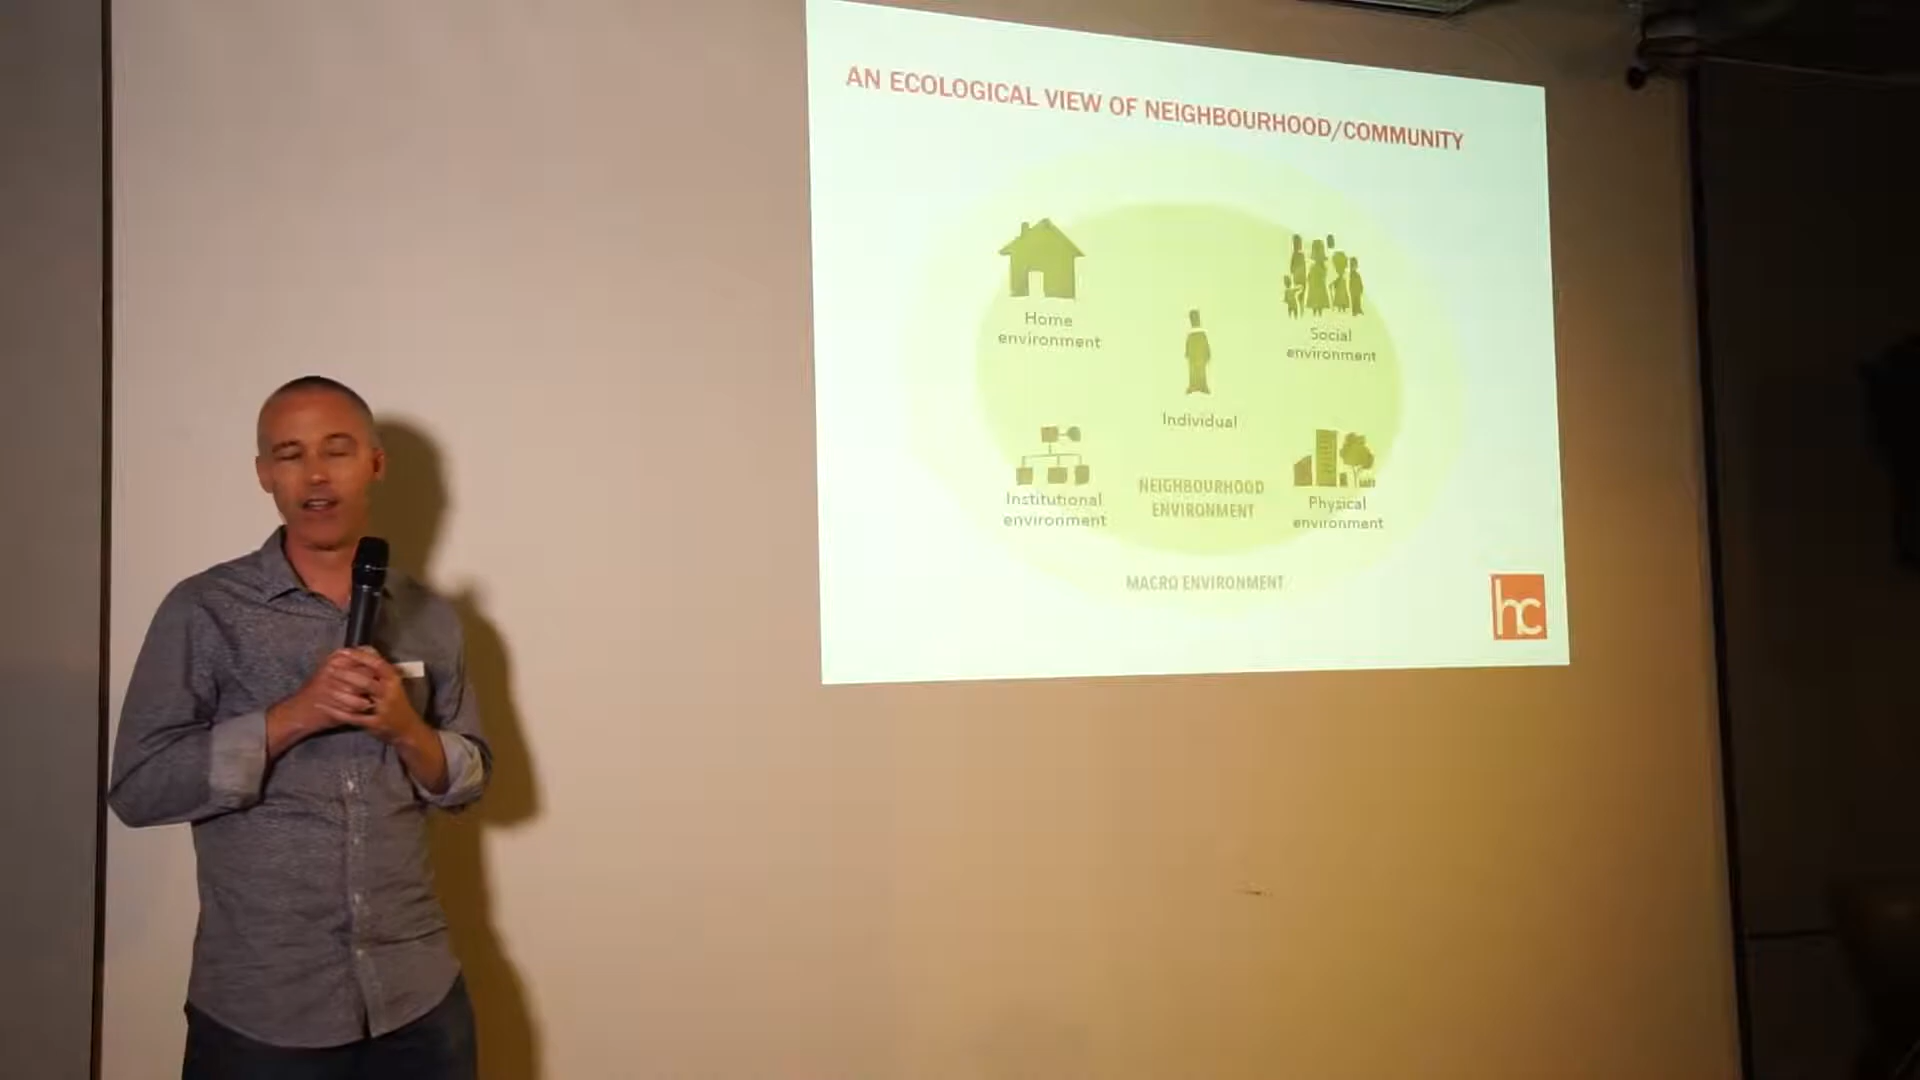 AN ECOLOGICAL VIEW OF NEIGHBOURHOOD/COMMUNITY
Home
environment
Social
environment
Individual
Institutional
environment
NEIGHBOURHOOD
ENVIRONMENT
Physical
environment
MACRO ENVIRONMENT
hc